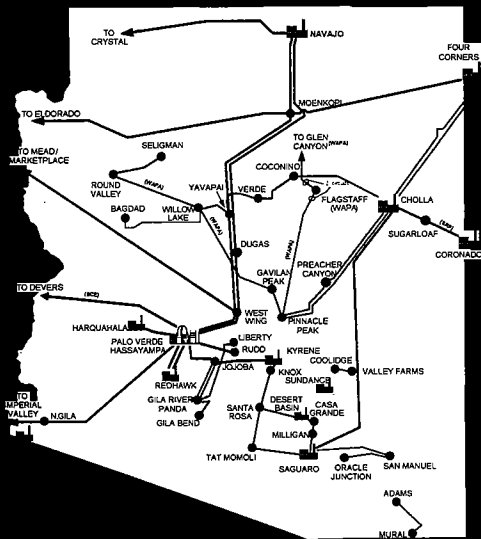 TO
CRYSTAL
NAVAJO
FOUR
CORNERS
MOENKOPI
TO ELDORADO
TO GLEN
CANYON (WAPA)
TO MEAD/
MARKETPLACE
SELIGMAN
COCONINO
ROUND
VALLEY
(WAPA)
YAVAPAI
VERDE
FLAGSTAFF
(WAPA)
CHOLLA
BAGDAD
WILLOW
LAKE
(WAPA)
(WAPA)
SUGARLOAF
(SRP)
CORONADO
DUGAS
PREACHER
CANYON
GAVILAN
PEAK
TO DEVERS
(SCE)
WEST
WING
PINNACLE
PEAK
HARQUAHALA
PALO VERDE
HASSAYAMPA
LIBERTY
RUDD
KYRENE
JOJOBA
COOLIDGE
REDHAWK
KNOX
SUNDANCE
VALLEY FARMS
TO
IMPERIAL
VALLEY
N.GILA
GILA RIVER
PANDA
GILA BEND
SANTA
ROSA
DESERT
BASIN
CASA
GRANDE
MILLIGAN
TAT MOMOLI
SAGUARO
ORACLE
JUNCTION
SAN MANUEL
ADAMS
MURAL